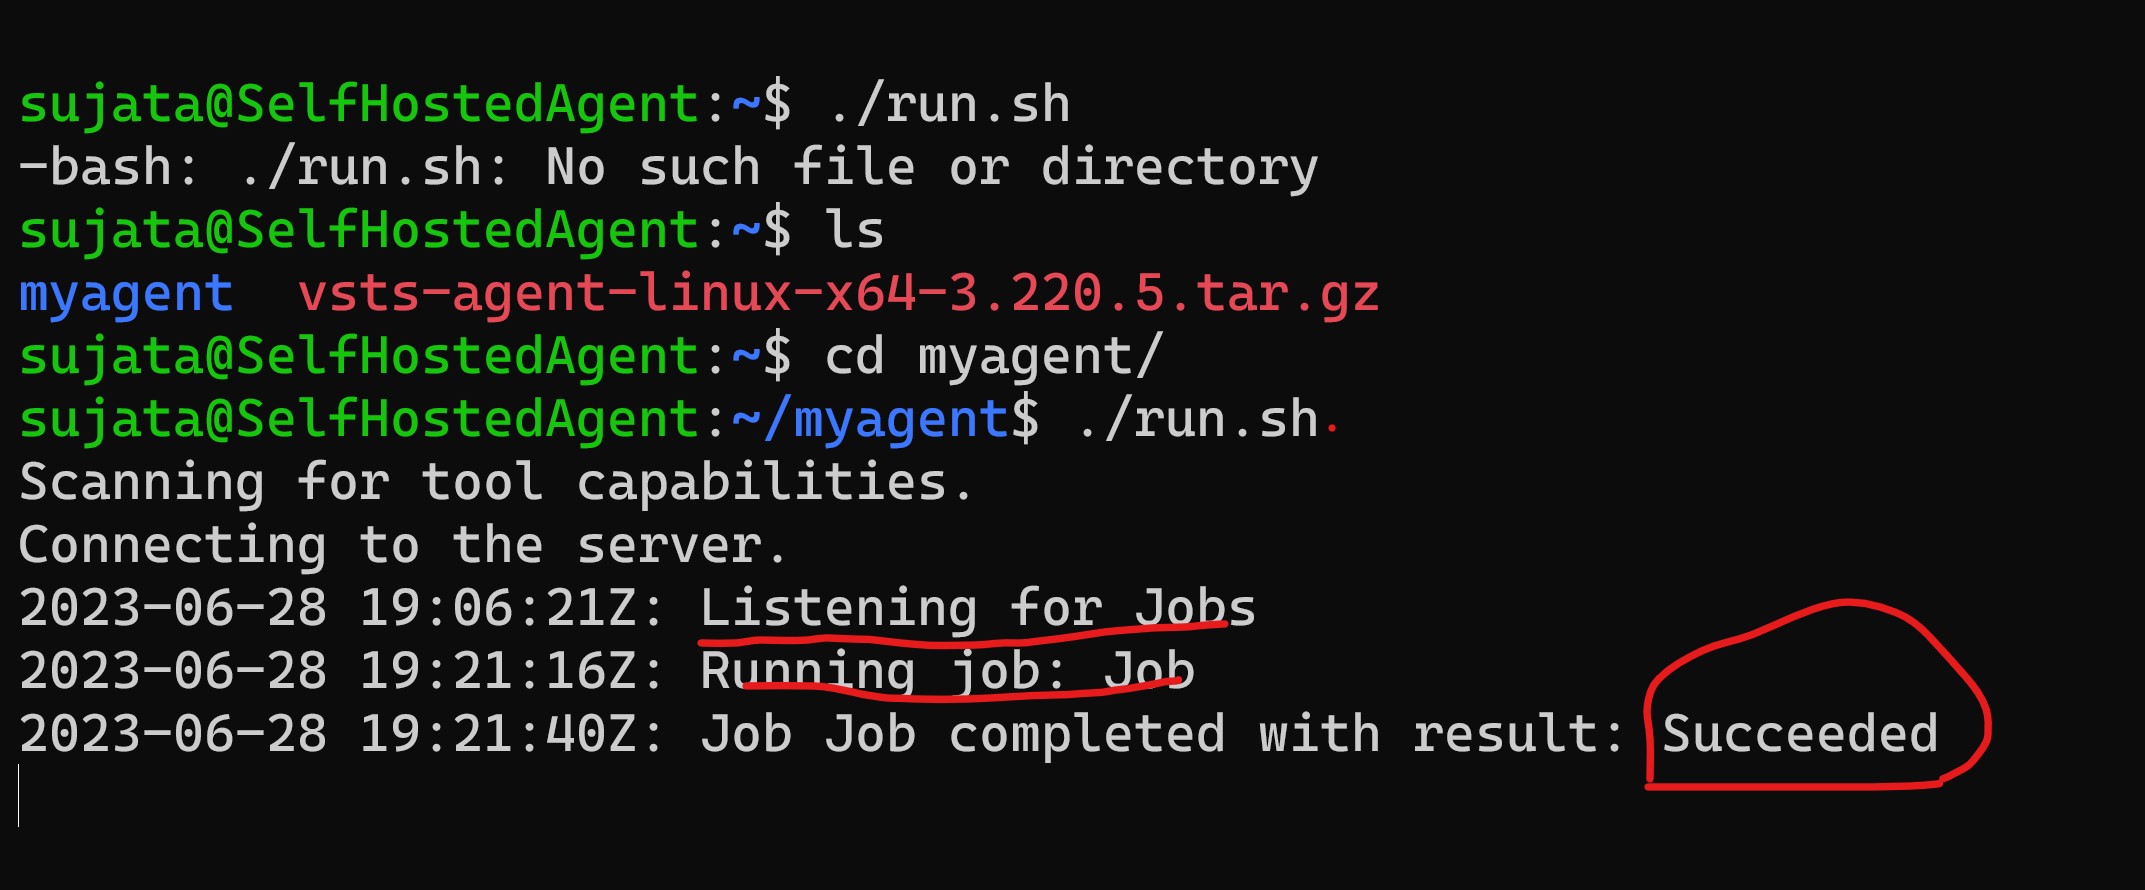 sujata@SelfHostedAgent:~$ ./run.sh
-bash: ./run.sh: No such file or directory
sujata@SelfHostedAgent:~$ ls
myagent  vsts-agent-linux-x64-3.220.5.tar.gz
sujata@SelfHostedAgent:~$ cd myagent/
sujata@SelfHostedAgent:~/myagent$ ./run.sh
Scanning for tool capabilities.
Connecting to the server.
2023-06-28 19:06:21Z: Listening for Jobs
2023-06-28 19:21:16Z: Running job: Job
2023-06-28 19:21:40Z: Job Job completed with result: Succeeded